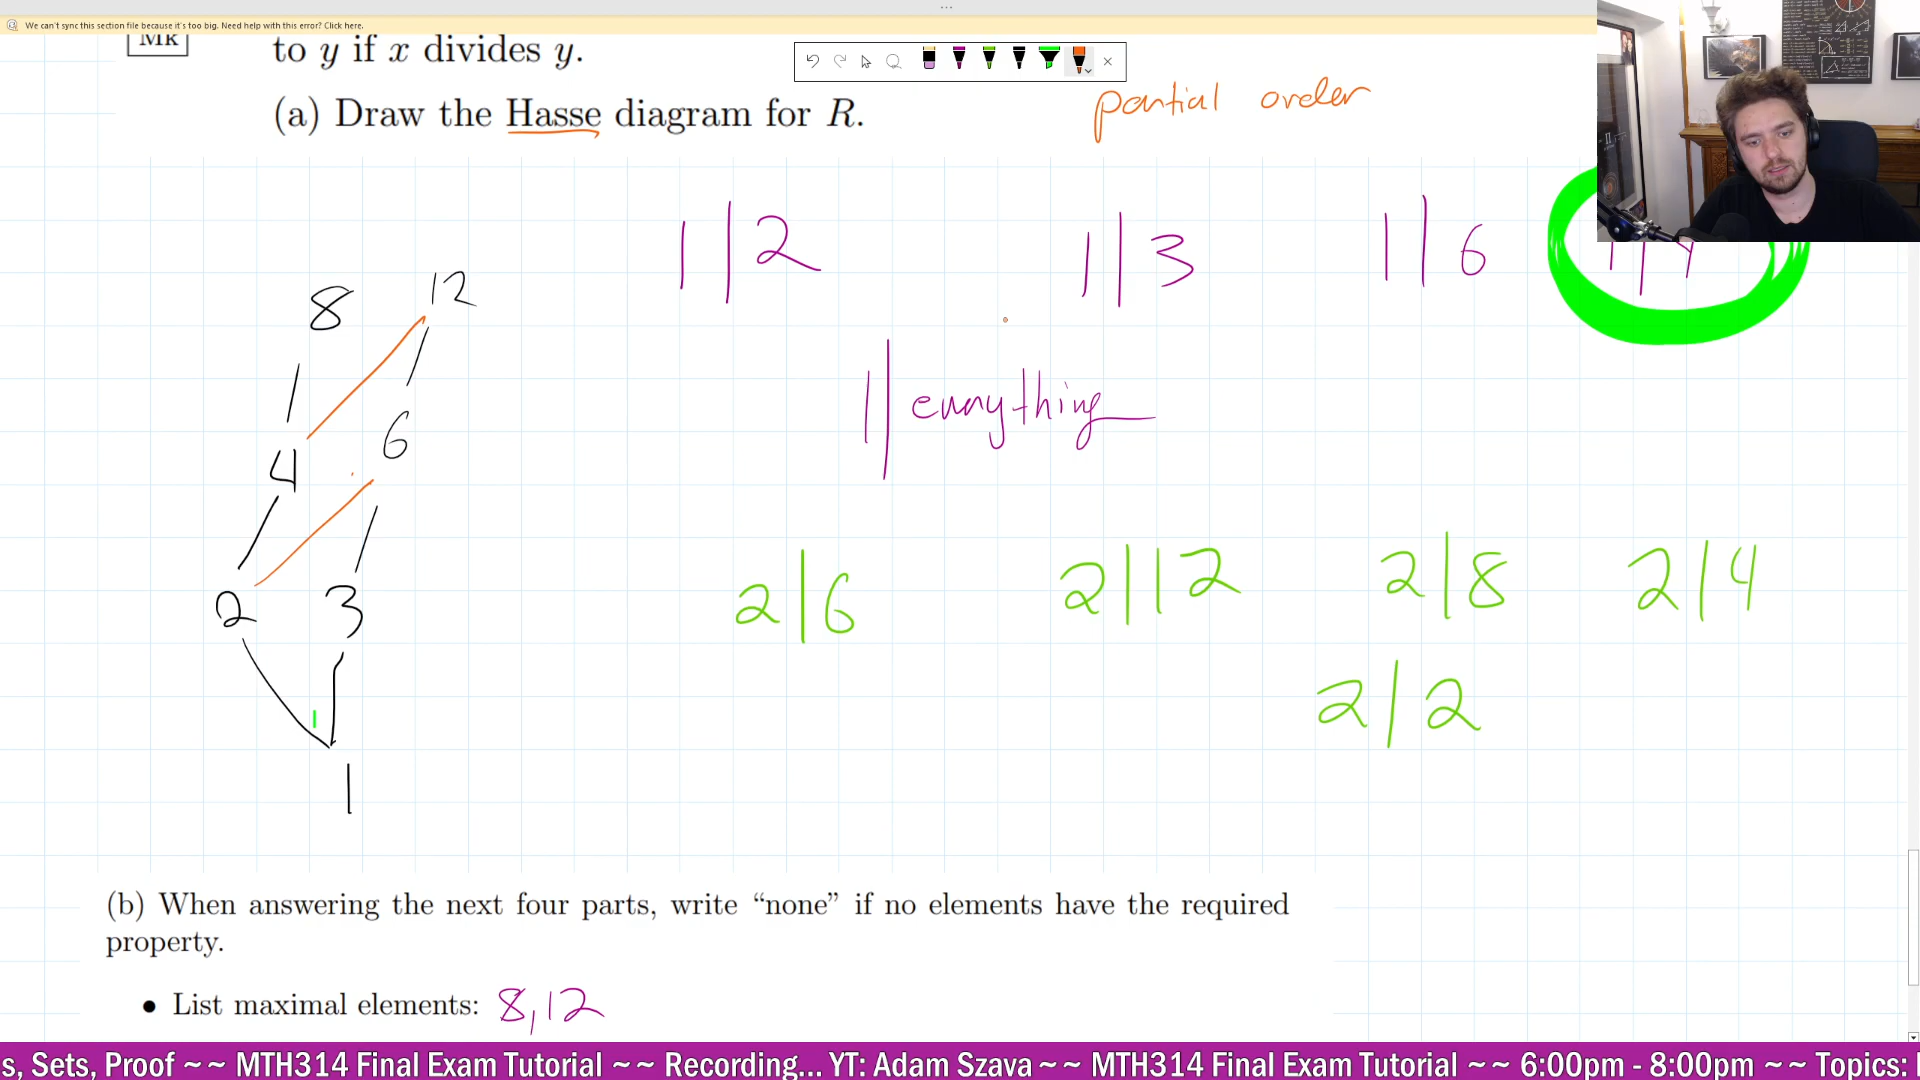 We can't sync this section file because it's too big. Need help with this error? Click here.
Mk
to y if x divides y.
(a) Draw the Hasse diagram for R.
partial order
1 | 2
1 | 3
1 | 6
8
12
1 | everything
4
6
2 | 6
2 | 12
2 | 8
2 | 4
2
3
2 | 2
1
(b) When answering the next four parts, write “none” if no elements have the required
property.
• List maximal elements: 8, 12
s, Sets, Proof ~~ MTH314 Final Exam Tutorial ~~ Recording... YT: Adam Szava ~~ MTH314 Final Exam Tutorial ~~ 6:00pm - 8:00pm ~~ Topics: